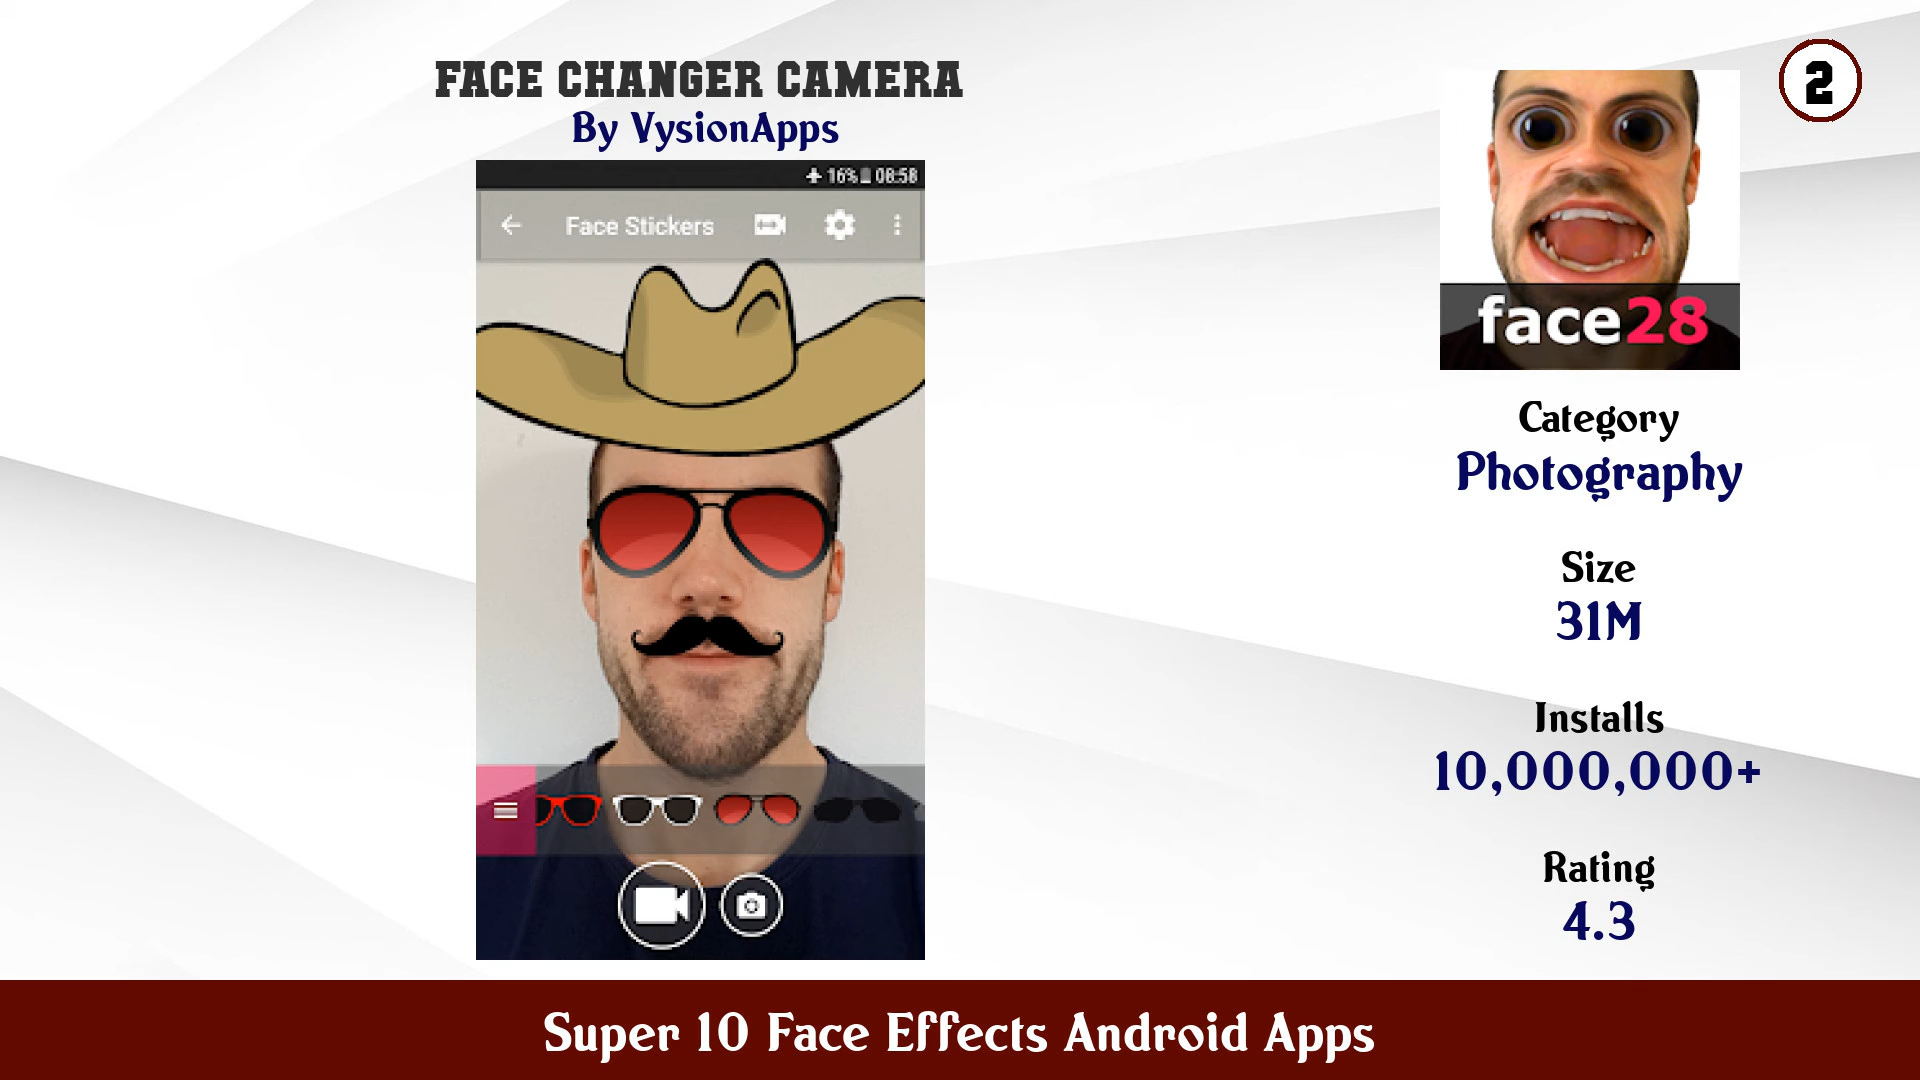 FACE CHANGER CAMERA
By VysionApps
16% 08:58
Face Stickers
2
face28
Category
Photography
Size
31M
Installs
10,000,000+
Rating
4.3
Super 10 Face Effects Android Apps